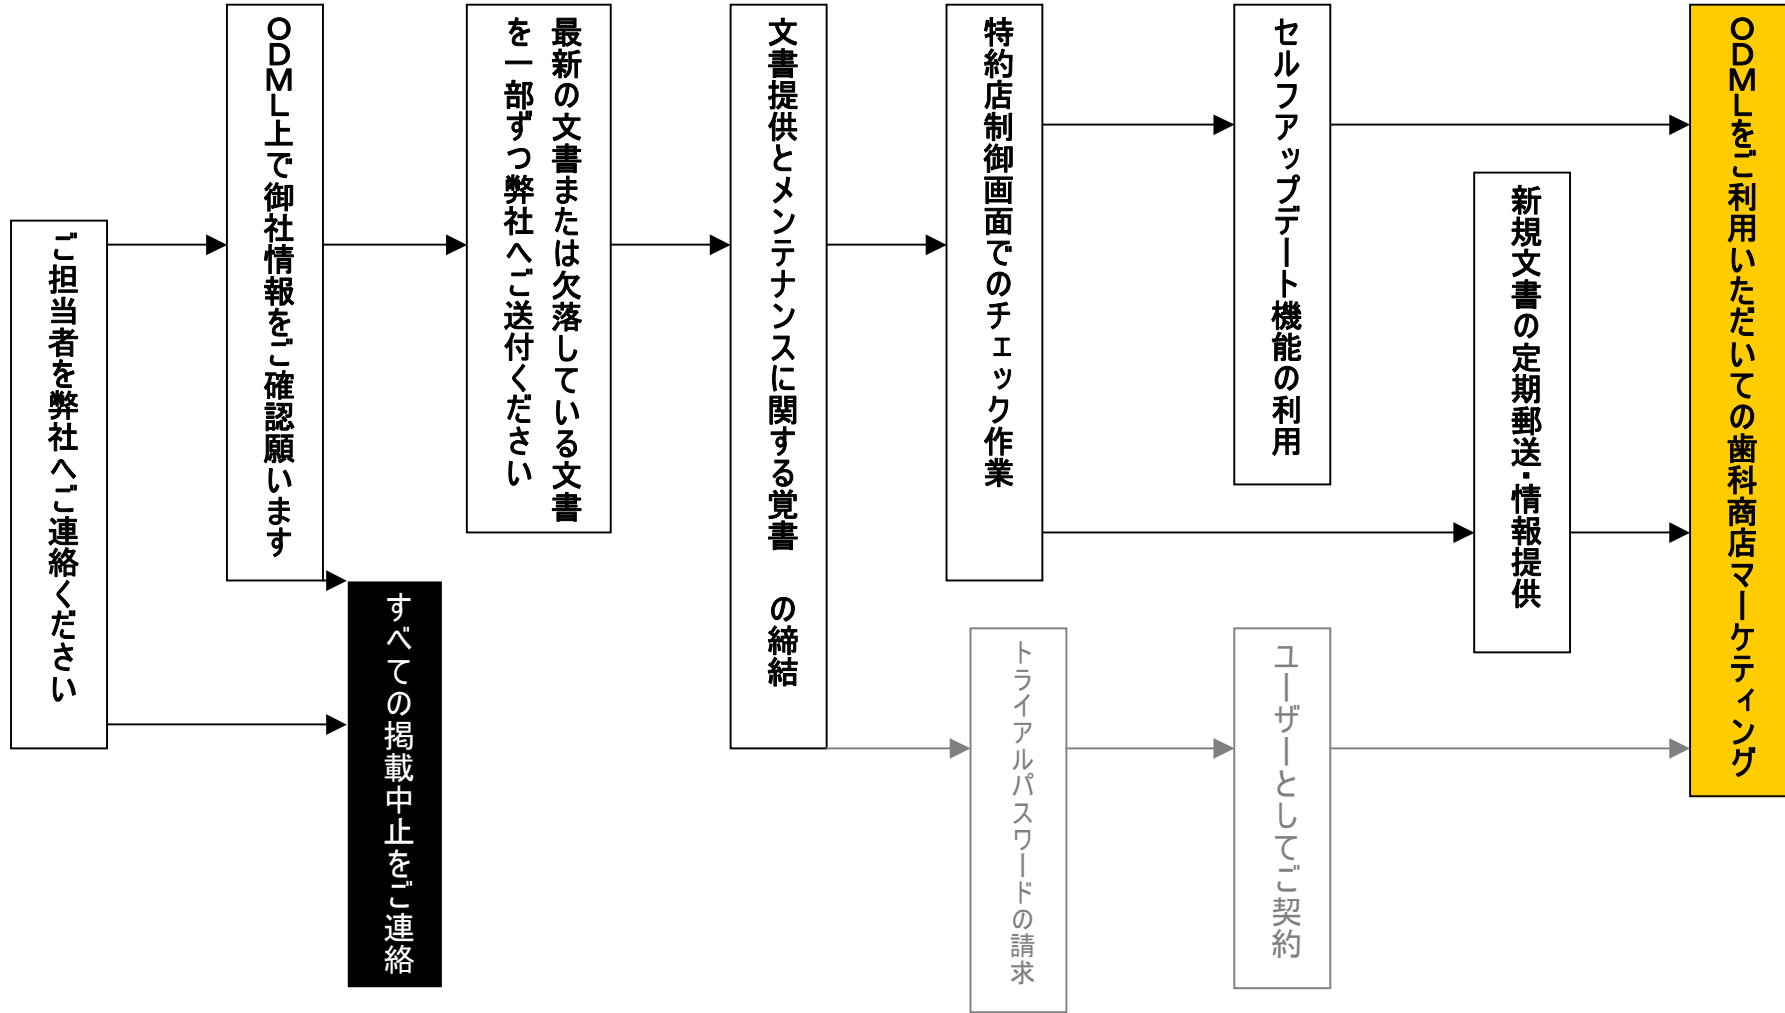 ご担当者を弊社へご連絡ください
ＯＤＭＬ上で御社情報をご確認願います
すべての掲載中止をご連絡
最新の文書または欠落している文書
を一部ずつ弊社へご送付ください
文書提供とメンテナンスに関する覚書　の締結
特約店制御画面でのチェック作業
トライアルパスワードの請求
セルフアップデート機能の利用
ユーザーとしてご契約
新規文書の定期郵送・情報提供
ＯＤＭＬをご利用いただいての歯科商店マーケティング